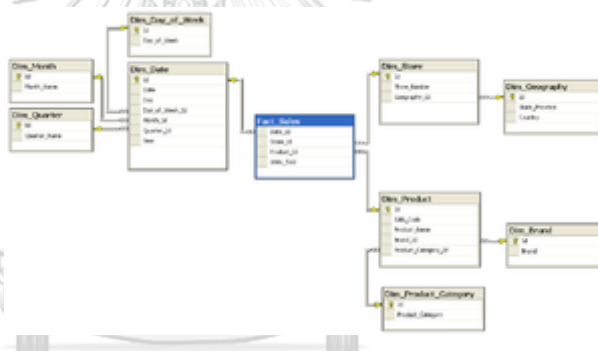 Dim_Day_of_Week
Id
Day_of_Week
Dim_Month
Id
Month_Name
Dim_Quarter
Id
Quarter_Name
Dim_Date
Id
Date
Day
Day_of_Week_Id
Month_Id
Quarter_Id
Year
Fact_Sales
Date_Id
Store_Id
Product_Id
Units_Sold
Dim_Store
Id
Store_Number
Geography_Id
Dim_Geography
Id
State_Province
Country
Dim_Product
Id
EAN_Code
Product_Name
Brand_Id
Product_Category_Id
Dim_Brand
Id
Brand
Dim_Product_Category
Id
Product_Category